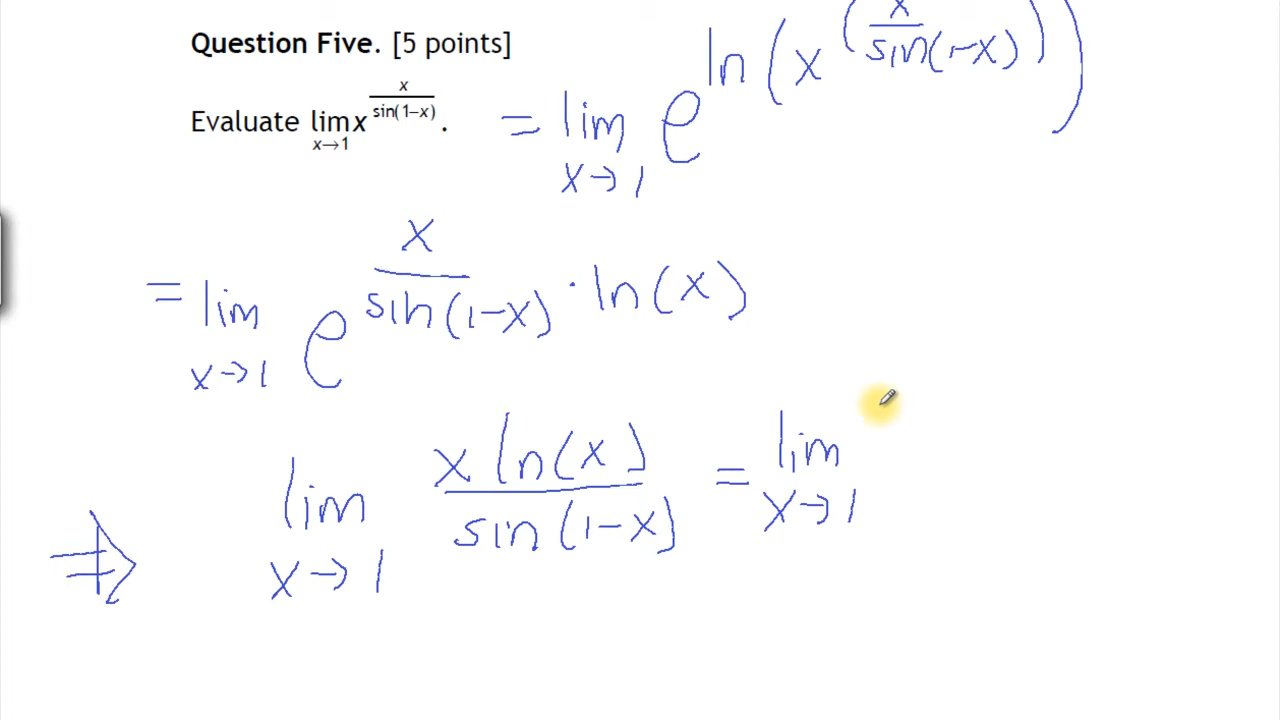 Question Five. [5 points]
Evaluate lim x→1 x^(x/sin(1−x)). = lim x→1 e^(ln(x^(x/sin(1−x))))
= lim x→1 e^(x/sin(1−x) · ln(x))
⇒ lim x→1 x ln(x)/sin(1−x) = lim x→1